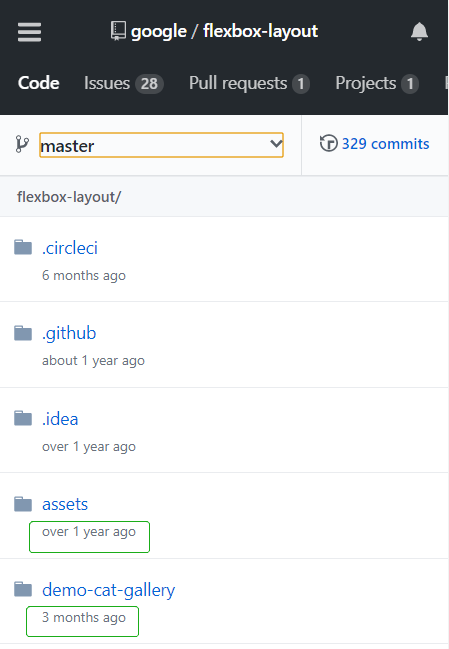 google / flexbox-layout
Code Issues 28 Pull requests 1 Projects 1
master 329 commits
flexbox-layout/
.circleci
6 months ago
.github
about 1 year ago
.idea
over 1 year ago
assets
over 1 year ago
demo-cat-gallery
3 months ago